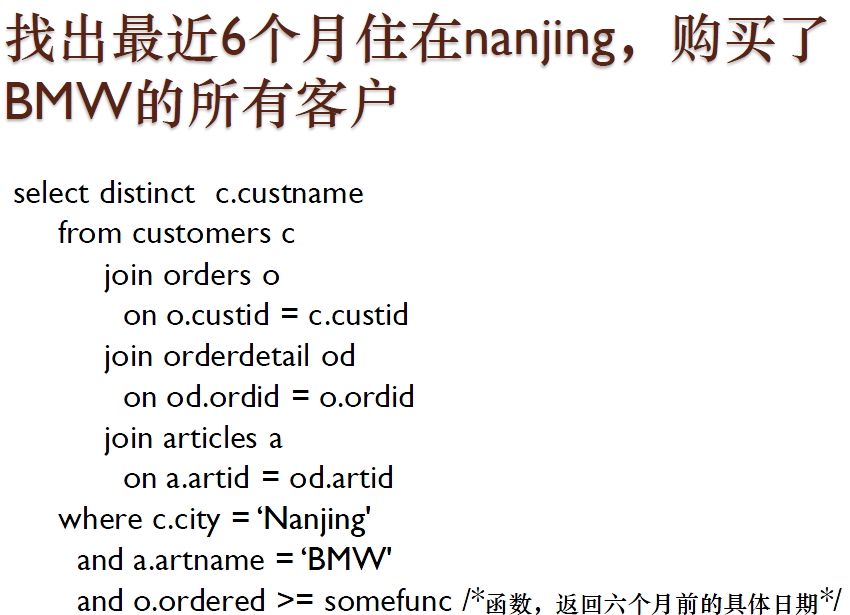 找出最近6个月住在nanjing，购买了
BMW的所有客户
select distinct c.custname
from customers c
join orders o
on o.custid = c.custid
join orderdetail od
on od.ordid = o.ordid
join articles a
on a.artid = od.artid
where c.city = ‘Nanjing'
and a.artname = ‘BMW'
and o.ordered >= somefunc /*函数，返回六个月前的具体日期*/